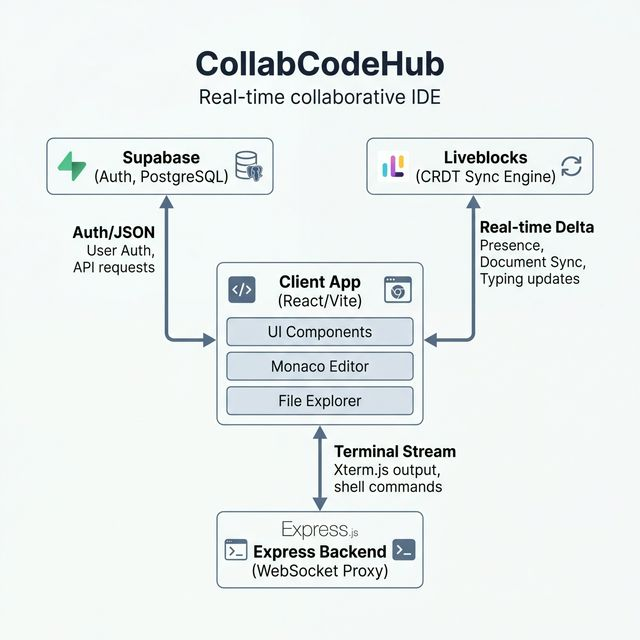 CollabCodeHub
Real-time collaborative IDE
Supabase
(Auth, PostgreSQL)
Liveblocks
(CRDT Sync Engine)
Auth/JSON
User Auth,
API requests
Real-time Delta
Presence,
Document Sync,
Typing updates
</>
Client App
(React/Vite)
UI Components
Monaco Editor
File Explorer
Terminal Stream
Xterm.js output,
shell commands
Express.js
>_
Express Backend
>_
(WebSocket Proxy)